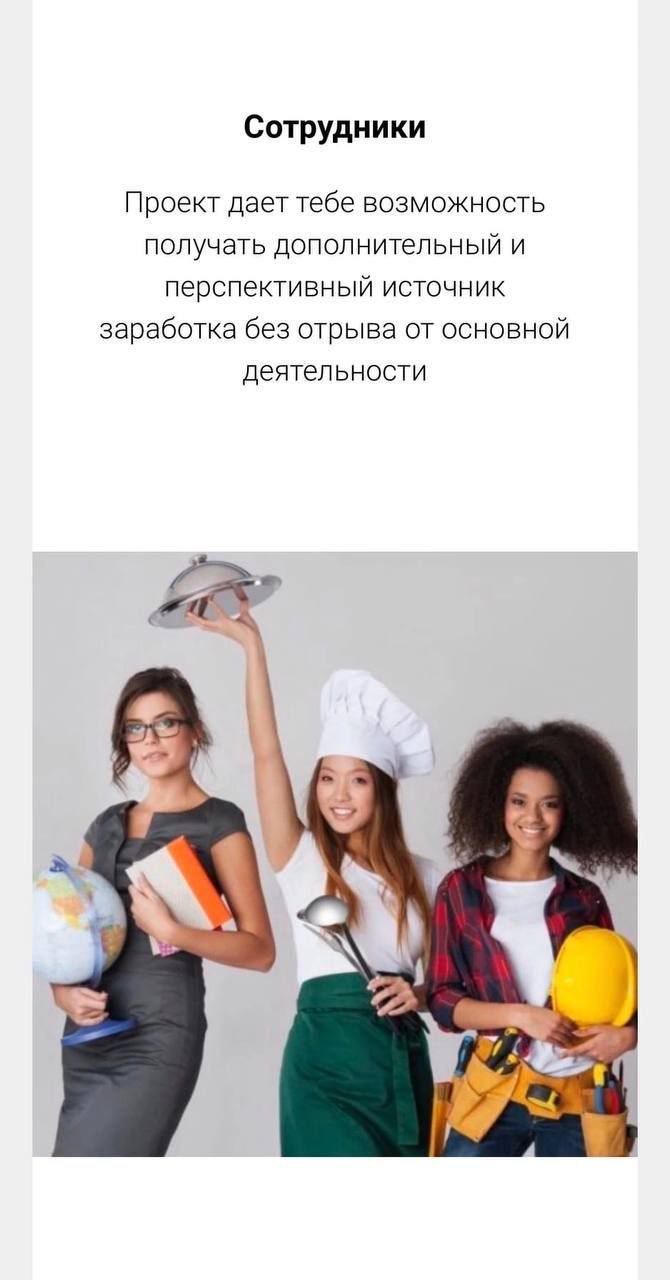 Сотрудники
Проект дает тебе возможность
получать дополнительный и
перспективный источник
заработка без отрыва от основной
деятельности